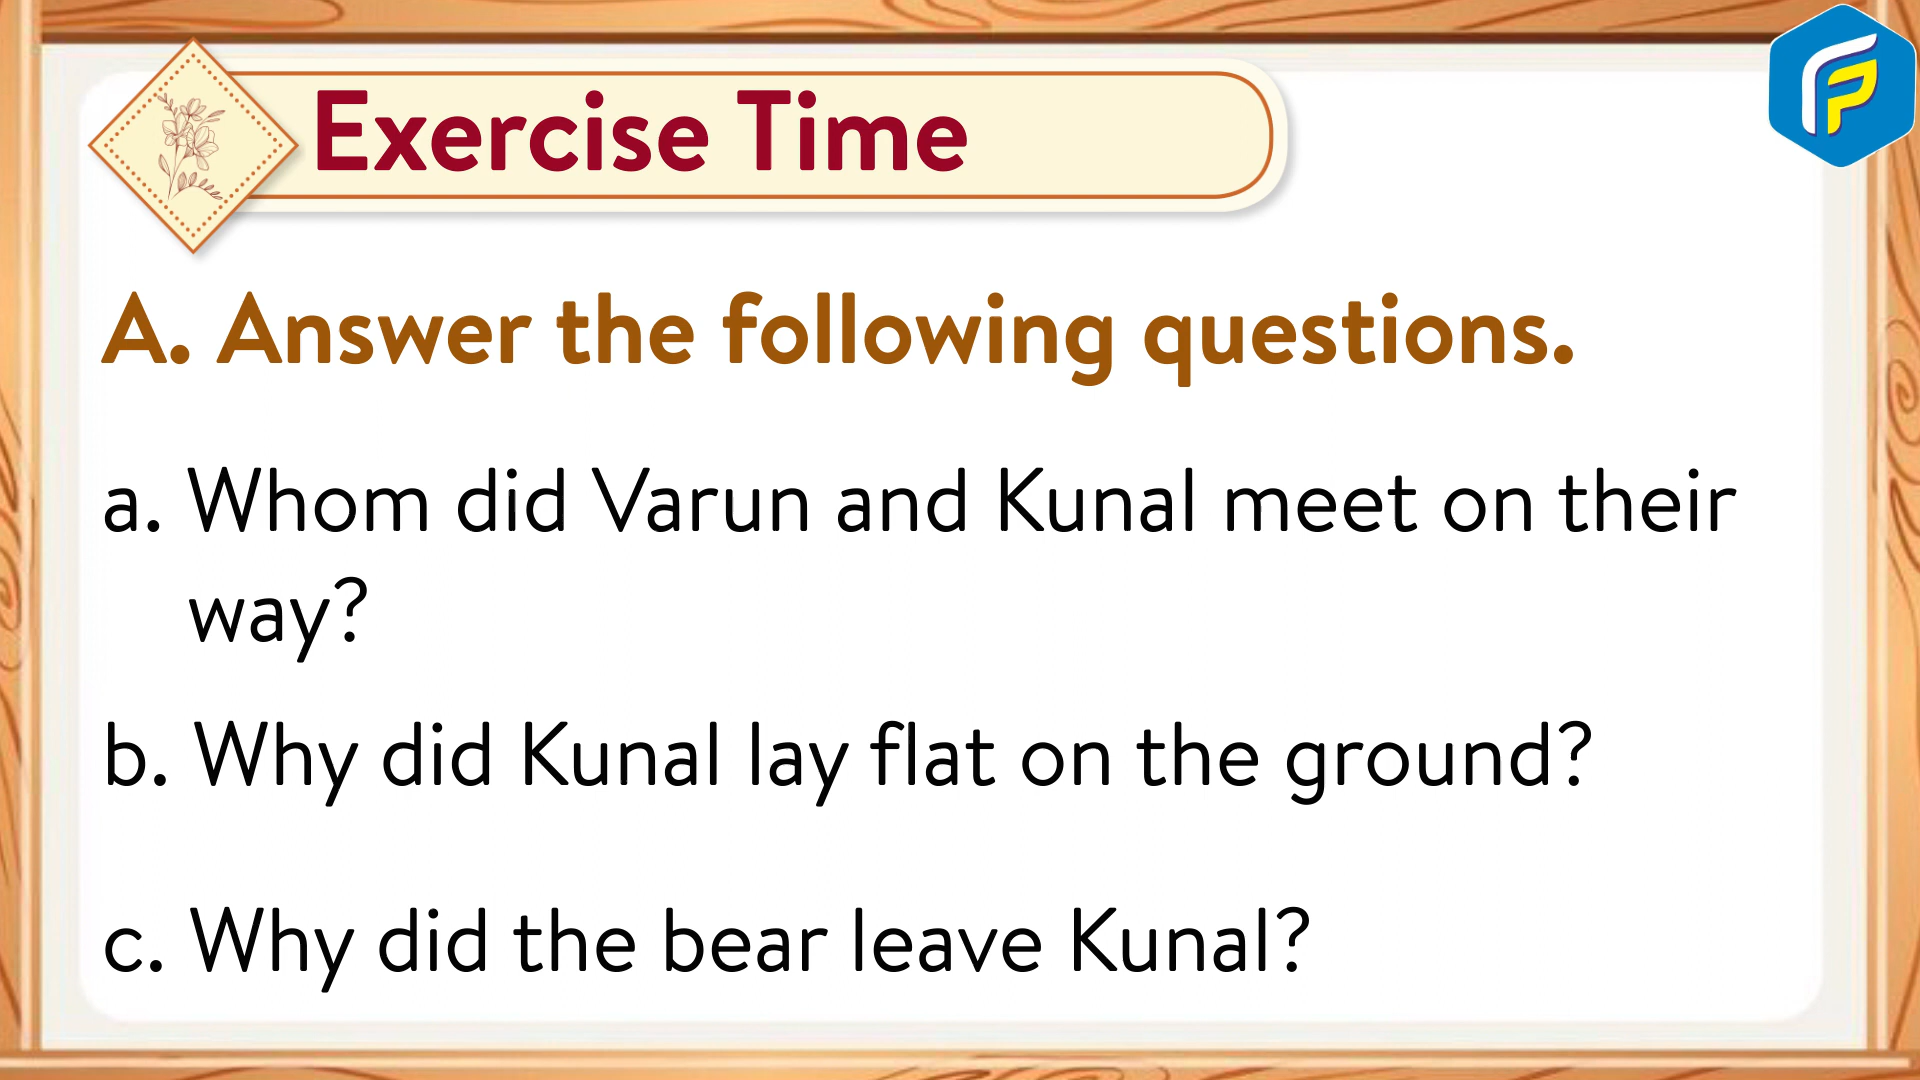 Exercise Time
A. Answer the following questions.
a. Whom did Varun and Kunal meet on their
way?
b. Why did Kunal lay flat on the ground?
c. Why did the bear leave Kunal?